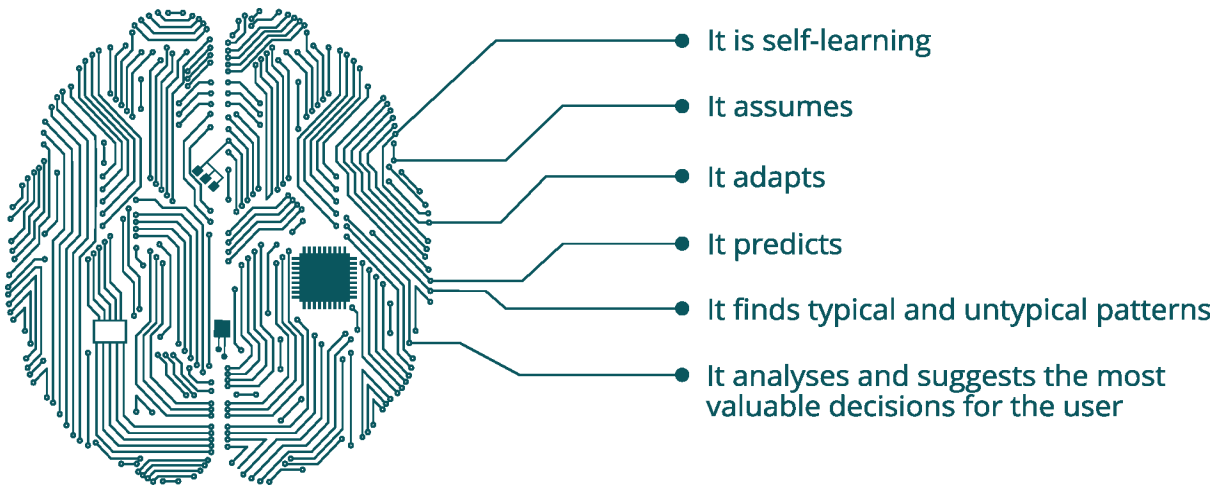 It is self-learning
It assumes
It adapts
It predicts
It finds typical and untypical patterns
It analyses and suggests the most
valuable decisions for the user